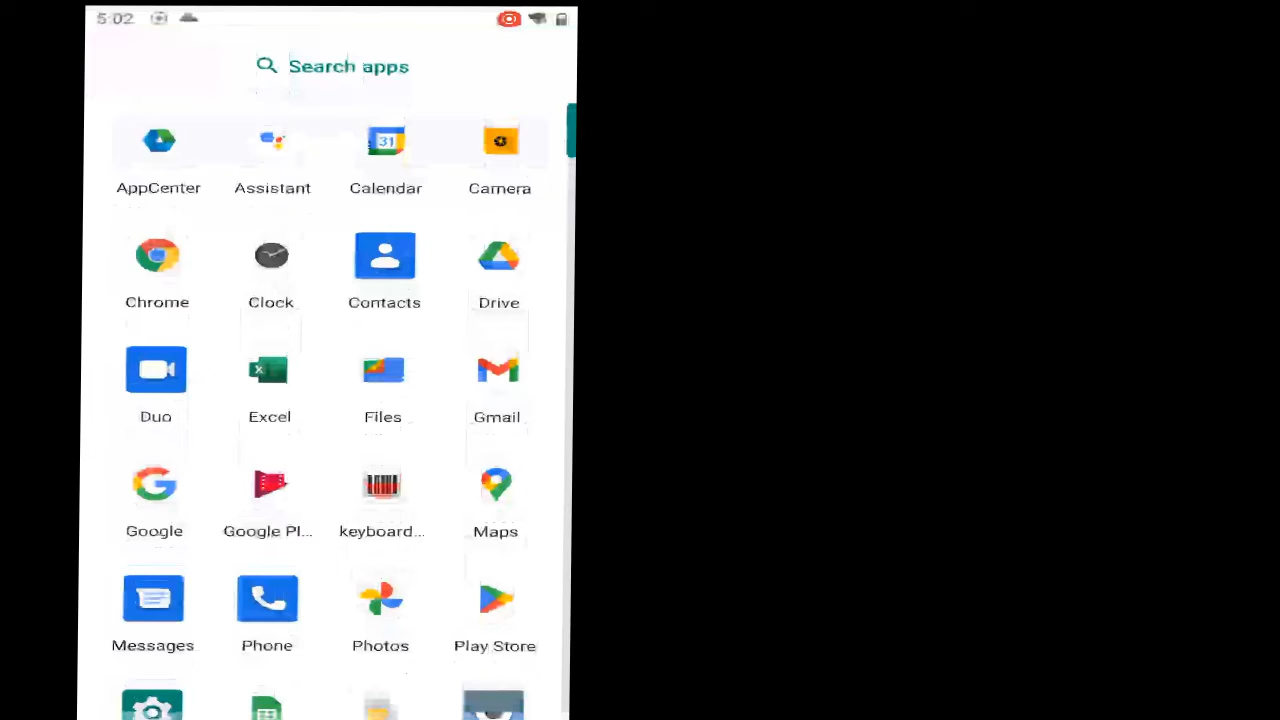 5:02
Search apps
31
AppCenter Assistant Calendar Camera
Chrome Clock Contacts Drive
Duo Excel Files Gmail
Google Google Pl... keyboard... Maps
Messages Phone Photos Play Store